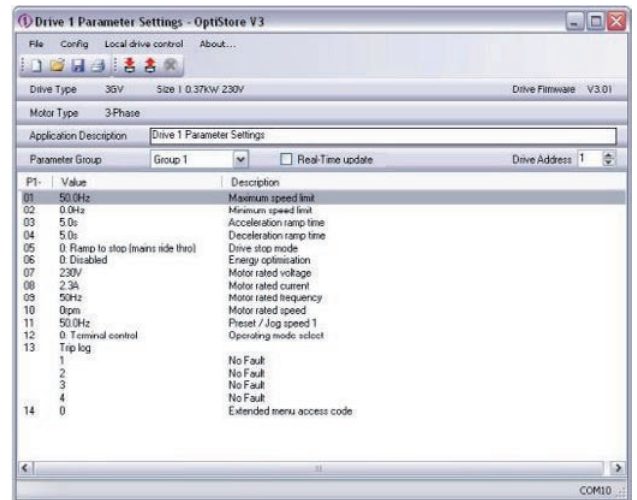 Drive 1 Parameter Settings - OptiStore V3
File Config Local drive control About...
Drive Type 3GV Size 1 0.37kW 230V Drive Firmware V3.01
Motor Type 3-Phase
Application Description Drive 1 Parameter Settings
Parameter Group Group 1 Real-Time update Drive Address 1
P1- Value Description
01 50.0Hz Maximum speed limit
02 0.0Hz Minimum speed limit
03 5.0s Acceleration ramp time
04 5.0s Deceleration ramp time
05 0: Ramp to stop (mains ride thro) Drive stop mode
06 0: Disabled Energy optimisation
07 230V Motor rated voltage
08 2.3A Motor rated current
09 50Hz Motor rated frequency
10 0rpm Motor rated speed
11 50.0Hz Preset / Jog speed 1
12 0: Terminal control Operating mode select
13 Trip log
1 No Fault
2 No Fault
3 No Fault
4 No Fault
14 0 Extended menu access code
COM10